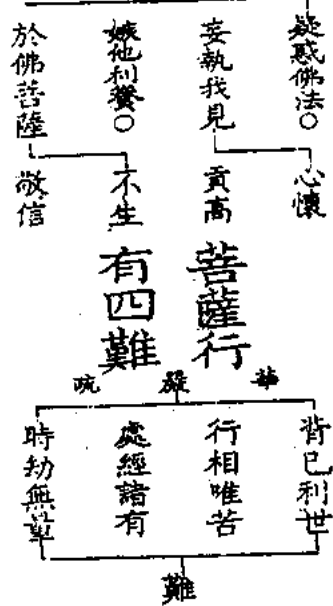 疑惑佛法〇
妄執我見
嫉他利養〇
於佛菩薩
心懷
貢高
不生
敬信
菩薩行
有四難
華嚴疏
背已利世
行相唯苦
處經諸有
時劫無量
難